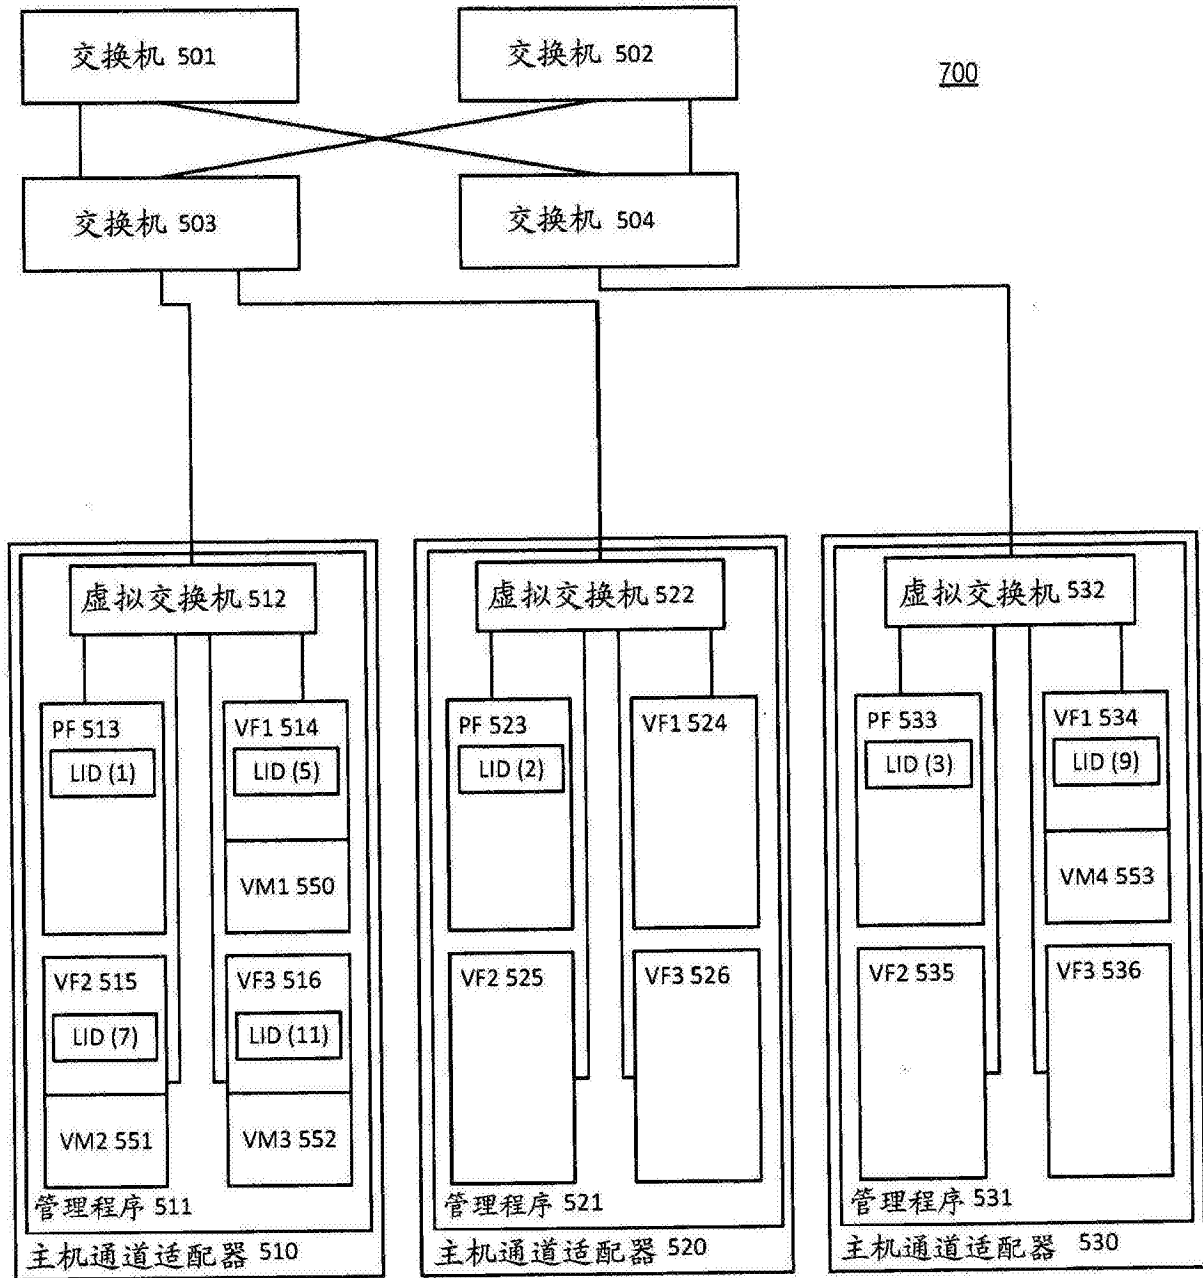 交换机 501
交换机 502
700
交换机 503
交换机 504
虚拟交换机 512
PF 513
LID (1)
VF1 514
LID (5)
VM1 550
VF2 515
LID (7)
VM2 551
VF3 516
LID (11)
VM3 552
管理程序 511
主机通道适配器 510
虚拟交换机 522
PF 523
LID (2)
VF1 524
VF2 525
VF3 526
管理程序 521
主机通道适配器 520
虚拟交换机 532
PF 533
LID (3)
VF1 534
LID (9)
VM4 553
VF2 535
VF3 536
管理程序 531
主机通道适配器 530